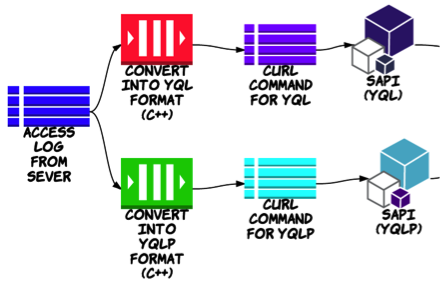 ACCESS
LOG
FROM
SEVER
CONVERT
INTO YQL
FORMAT
(C++)
CURL
COMMAND
FOR YQL
SAPI
(YQL)
CONVERT
INTO
YQLP
FORMAT
(C++)
CURL
COMMAND
FOR YQLP
SAPI
(YQLP)